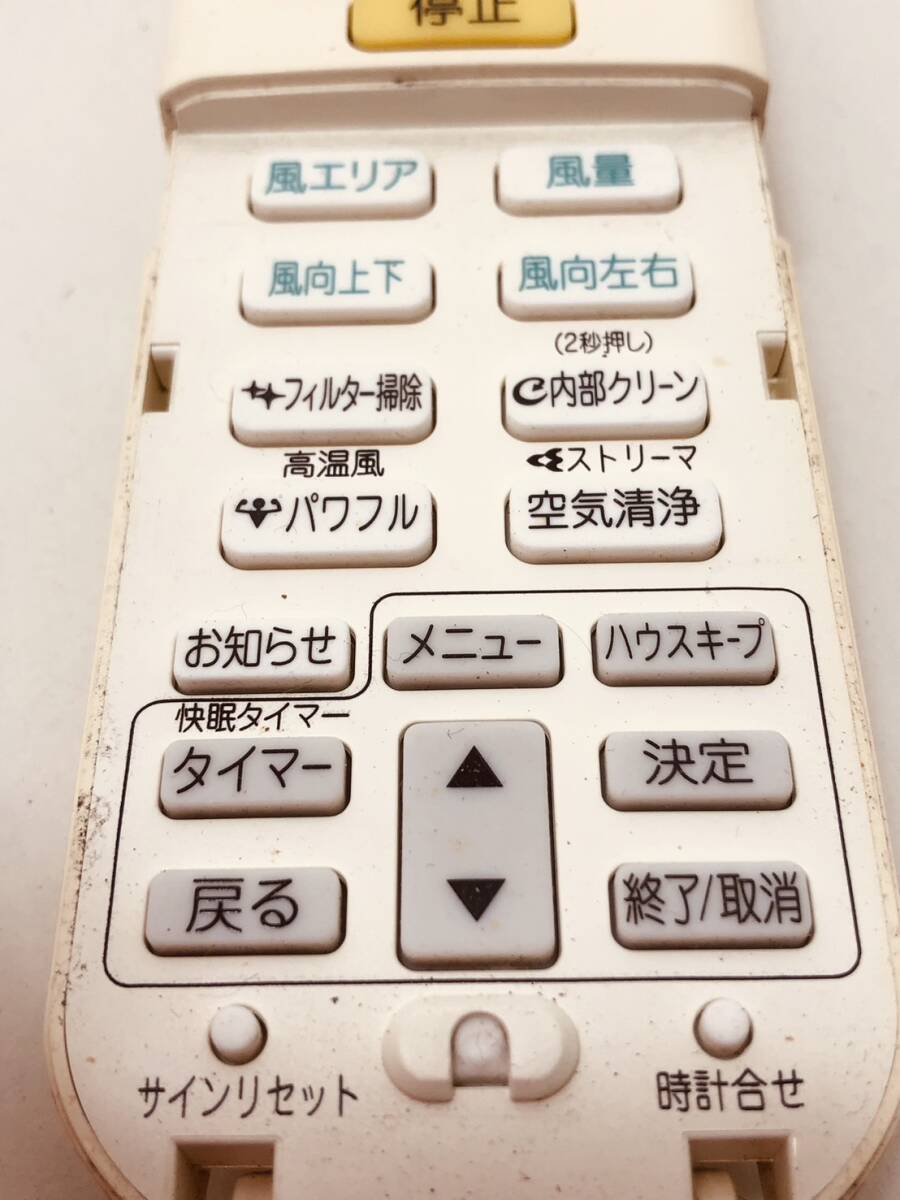 停止
風エリア
風量
風向上下
風向左右
(2秒押し)
フィルター掃除
内部クリーン
高温風
ストリーマ
パワフル
空気清浄
お知らせ
メニュー
ハウスキープ
快眠タイマー
タイマー
▲
決定
▼
戻る
終了/取消
サインリセット
時計合せ